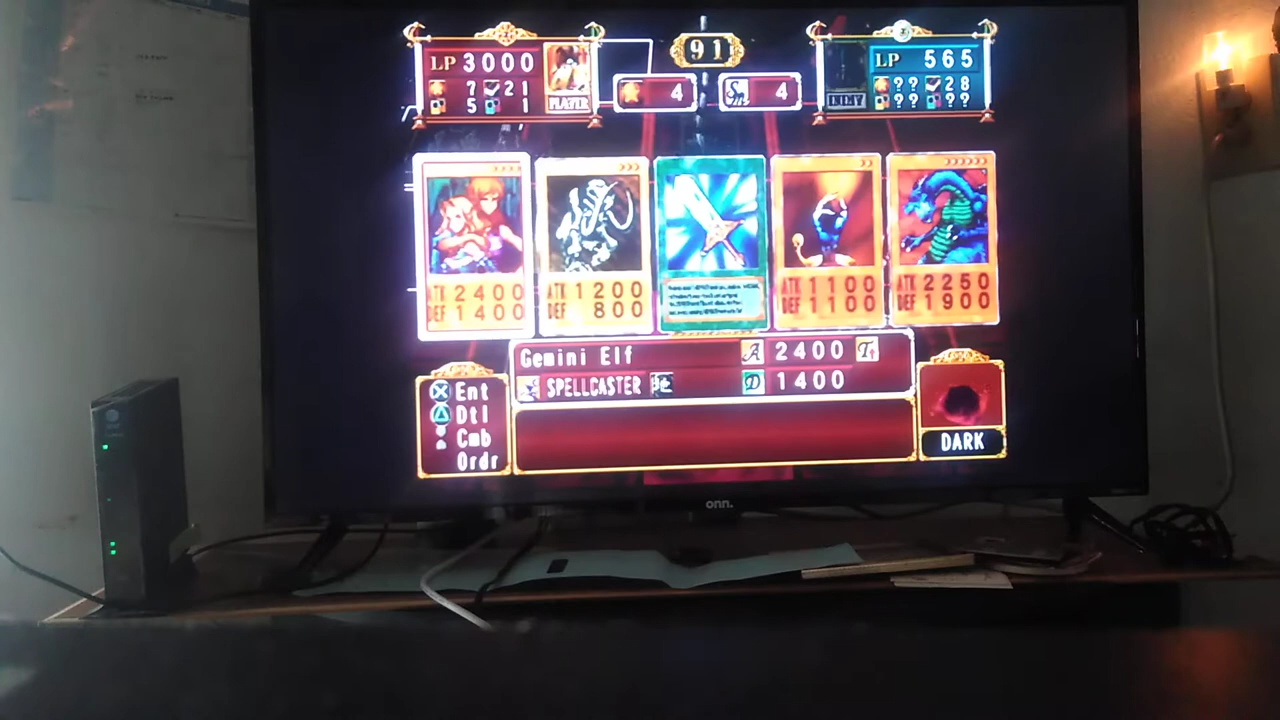 LP 3000
7 21
5 1
PLAYER
4
91
4
LP 565
?? 28
?? ??
ENEMY
ATK 2400
DEF 1400
ATK 1200
DEF 800
ATK 1100
DEF 1100
ATK 2250
DEF 1900
Gemini Elf
A 2400 T
SPELLCASTER
D 1400
Ent
Dtl
Cmb
Ordr
DARK
onn.